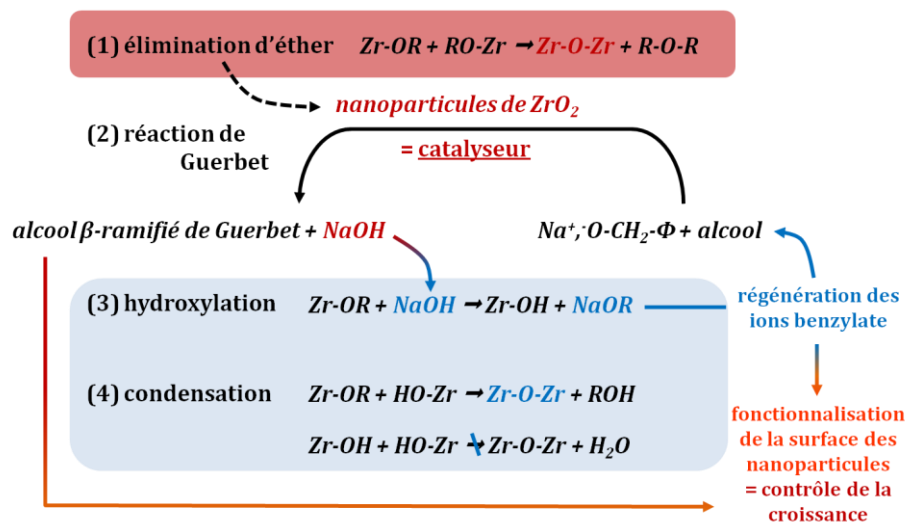 (1) élimination d’éther Zr-OR + RO-Zr → Zr-O-Zr + R-O-R
nanoparticules de ZrO₂
(2) réaction de
Guerbet
= catalyseur
alcool β-ramifié de Guerbet + NaOH
Na⁺,⁻O-CH₂-Φ + alcool
(3) hydroxylation Zr-OR + NaOH → Zr-OH + NaOR
régénération des
ions benzylate
(4) condensation Zr-OR + HO-Zr → Zr-O-Zr + ROH
Zr-OH + HO-Zr → Zr-O-Zr + H₂O
fonctionnalisation
de la surface des
nanoparticules
= contrôle de la
croissance